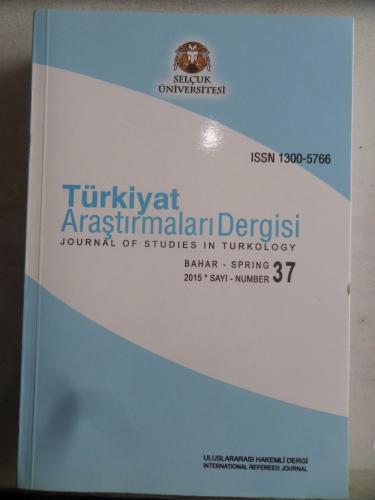 SELÇUK
ÜNİVERSİTESİ
ISSN 1300-5766
Türkiyat
Araştırmaları Dergisi
JOURNAL OF STUDIES IN TURKOLOGY
BAHAR - SPRING
2015 * SAYI - NUMBER 37
ULUSLARARASI HAKEMLİ DERGİ
INTERNATIONAL REFEREED JOURNAL